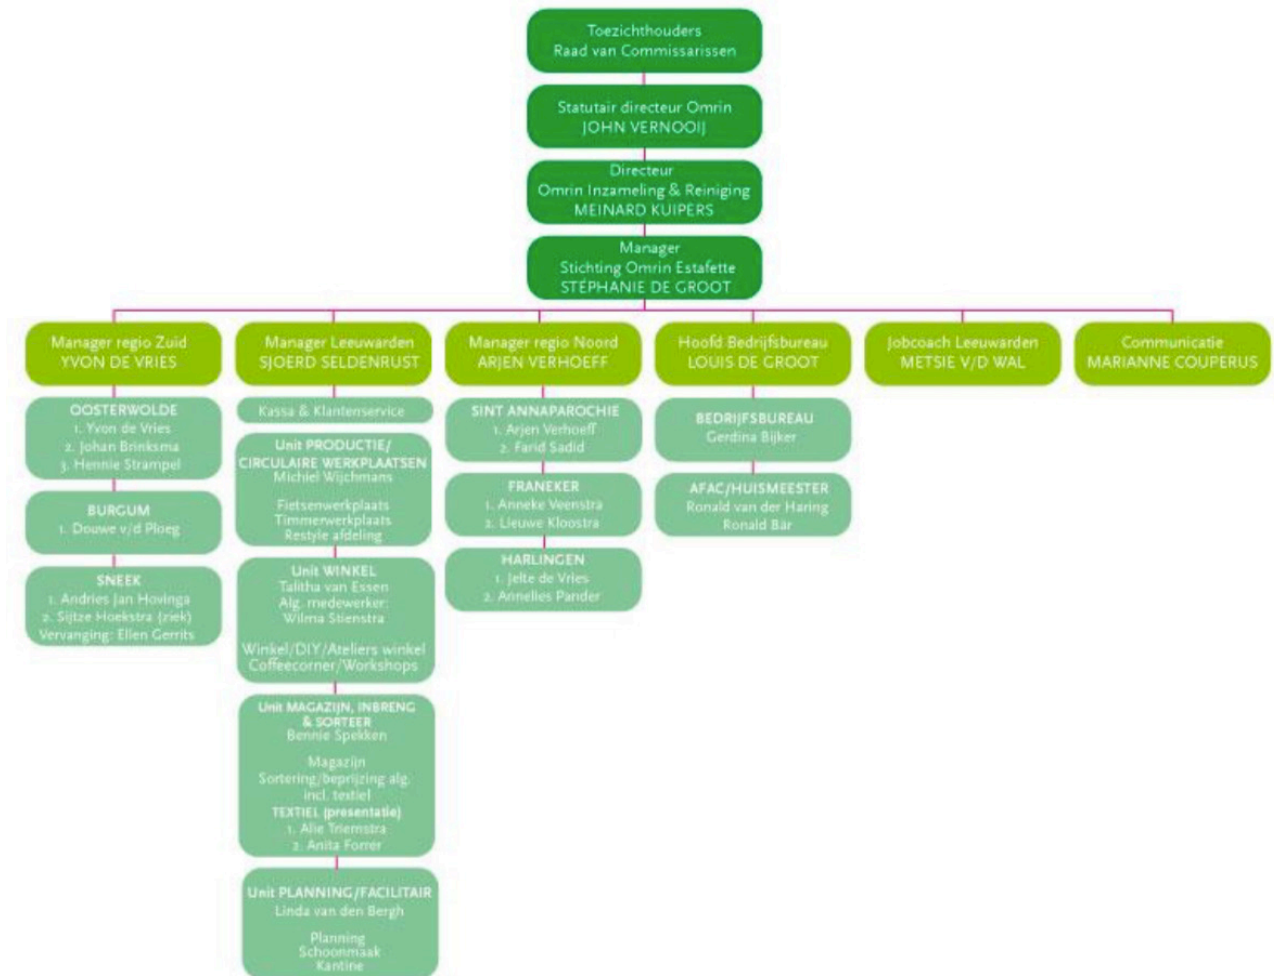 Toezichthouders
Raad van Commissarissen
Statutair directeur Omrin
JOHN VERNOOIJ
Directeur
Omrin Inzameling & Reiniging
MEINARD KUIPERS
Manager
Stichting Omrin Estafette
STÉPHANIE DE GROOT
Manager regio Zuid
YVON DE VRIES
OOSTERWOLDE
1. Yvon de Vries
2. Johan Brinksma
3. Hennie Strampel
BURGUM
1. Douwe v/d Ploeg
SNEEK
1. Andries Jan Hovinga
2. Sijtze Hoekstra (ziek)
Vervanging: Ellen Gerrits
Manager Leeuwarden
SJOERD SELDENRUST
Kassa & Klantenservice
Unit PRODUCTIE/
CIRCULAIRE WERKPLAATSEN
Michiel Wijchmans
Fietsenwerkplaats
Timmerwerkplaats
Restyle afdeling
Unit WINKEL
Talitha van Essen
Alg. medewerker:
Wilma Stienstra
Winkel/DIY/Ateliers winkel
Coffeecorner/Workshops
Unit MAGAZIJN, INBRENG
& SORTEER
Bennie Spekken
Magazijn
Sortering/beprijzing alg.
incl. textiel
TEXTIEL (presentatie)
1. Alie Triemstra
2. Anita Forrer
Unit PLANNING/FACILITAIR
Linda van den Bergh
Planning
Schoonmaak
Kantine
Manager regio Noord
ARJEN VERHOEFF
SINT ANNAPAROCHIE
1. Arjen Verhoeff
2. Farid Sadid
FRANEKER
1. Anneke Veenstra
2. Lieuwe Kloostra
HARLINGEN
1. Jelte de Vries
2. Annelles Pander
Hoofd Bedrijfsbureau
LOUIS DE GROOT
BEDRIJFSBUREAU
Gerdina Bijker
AFAC/HUISMEESTER
Ronald van der Haring
Ronald Bär
Jobcoach Leeuwarden
METSIE V/D WAL
Communicatie
MARIANNE COUPERUS